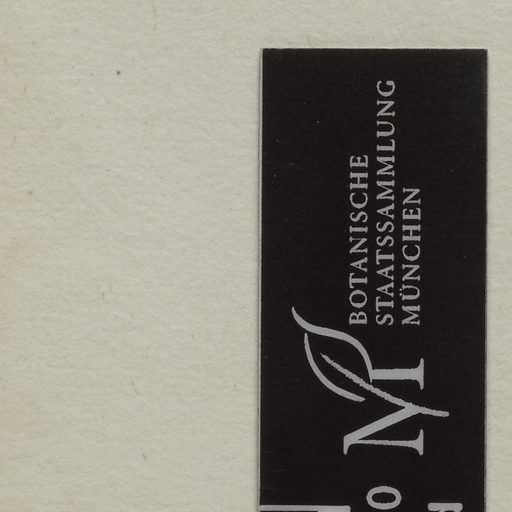 BOTANISCHE
STAATSSAMMLUNG
MÜNCHEN
M